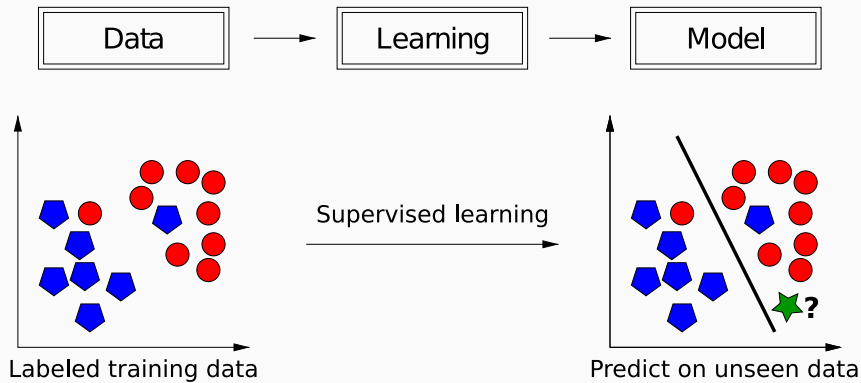 Data
Learning
Model
Supervised learning
?
Labeled training data
Predict on unseen data